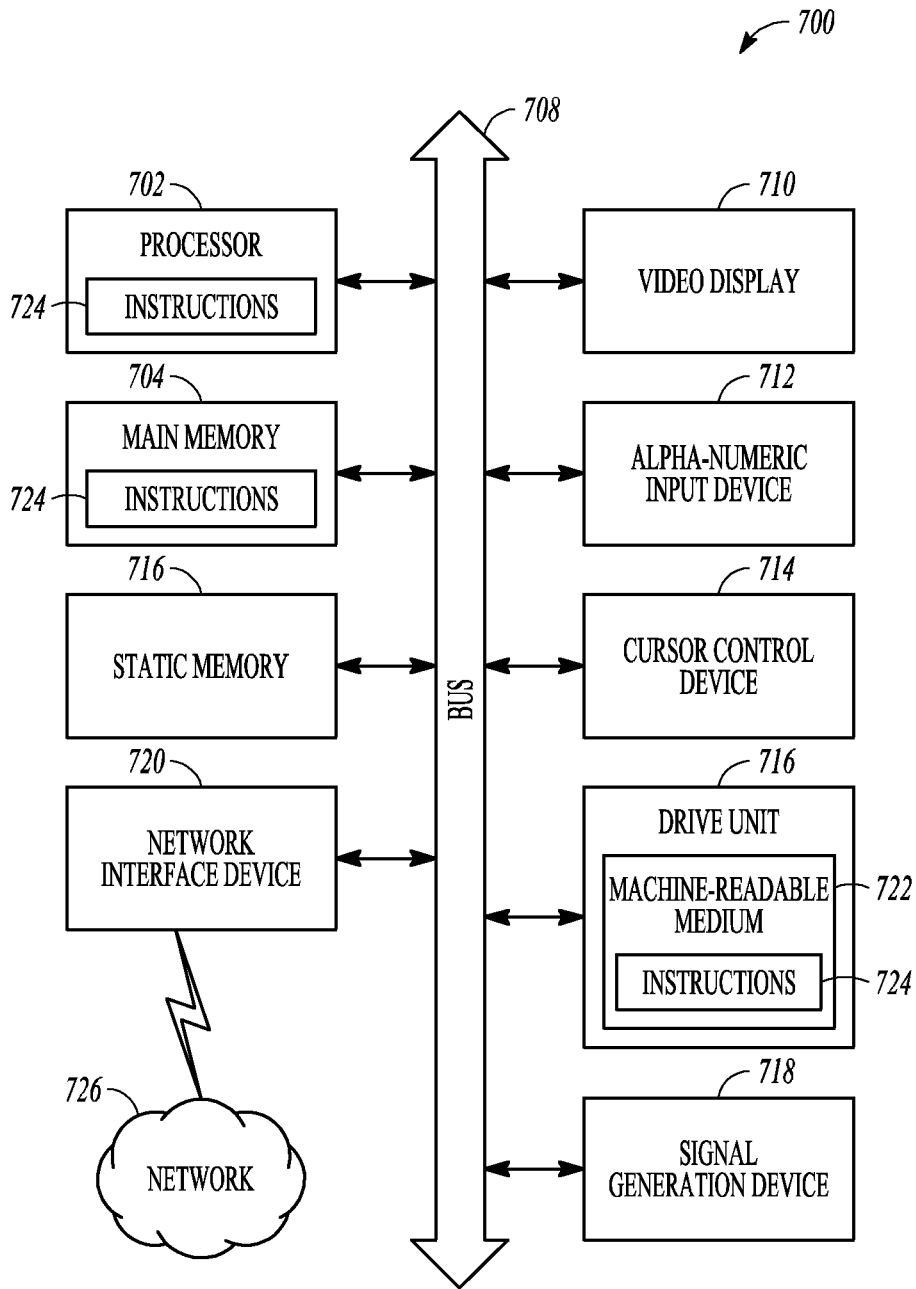 700
708
702
PROCESSOR
724
INSTRUCTIONS
704
MAIN MEMORY
724
INSTRUCTIONS
716
STATIC MEMORY
720
NETWORK
INTERFACE DEVICE
726
NETWORK
BUS
710
VIDEO DISPLAY
712
ALPHA-NUMERIC
INPUT DEVICE
714
CURSOR CONTROL
DEVICE
716
DRIVE UNIT
MACHINE-READABLE
MEDIUM
722
INSTRUCTIONS
724
718
SIGNAL
GENERATION DEVICE